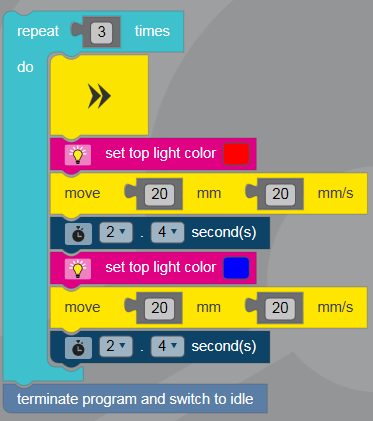 repeat 3 times
do
set top light color
move 20 mm 20 mm/s
2 . 4 second(s)
set top light color
move 20 mm 20 mm/s
2 . 4 second(s)
terminate program and switch to idle